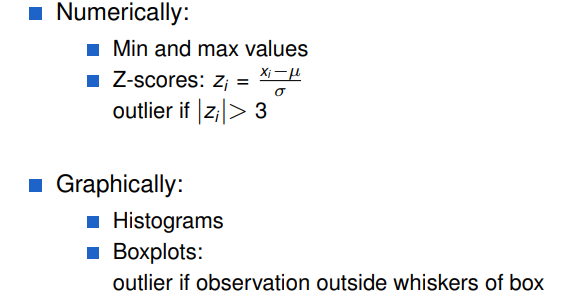 Numerically:
Min and max values
Z-scores: zᵢ = (xᵢ−μ)/σ
outlier if |zᵢ| > 3
Graphically:
Histograms
Boxplots:
outlier if observation outside whiskers of box